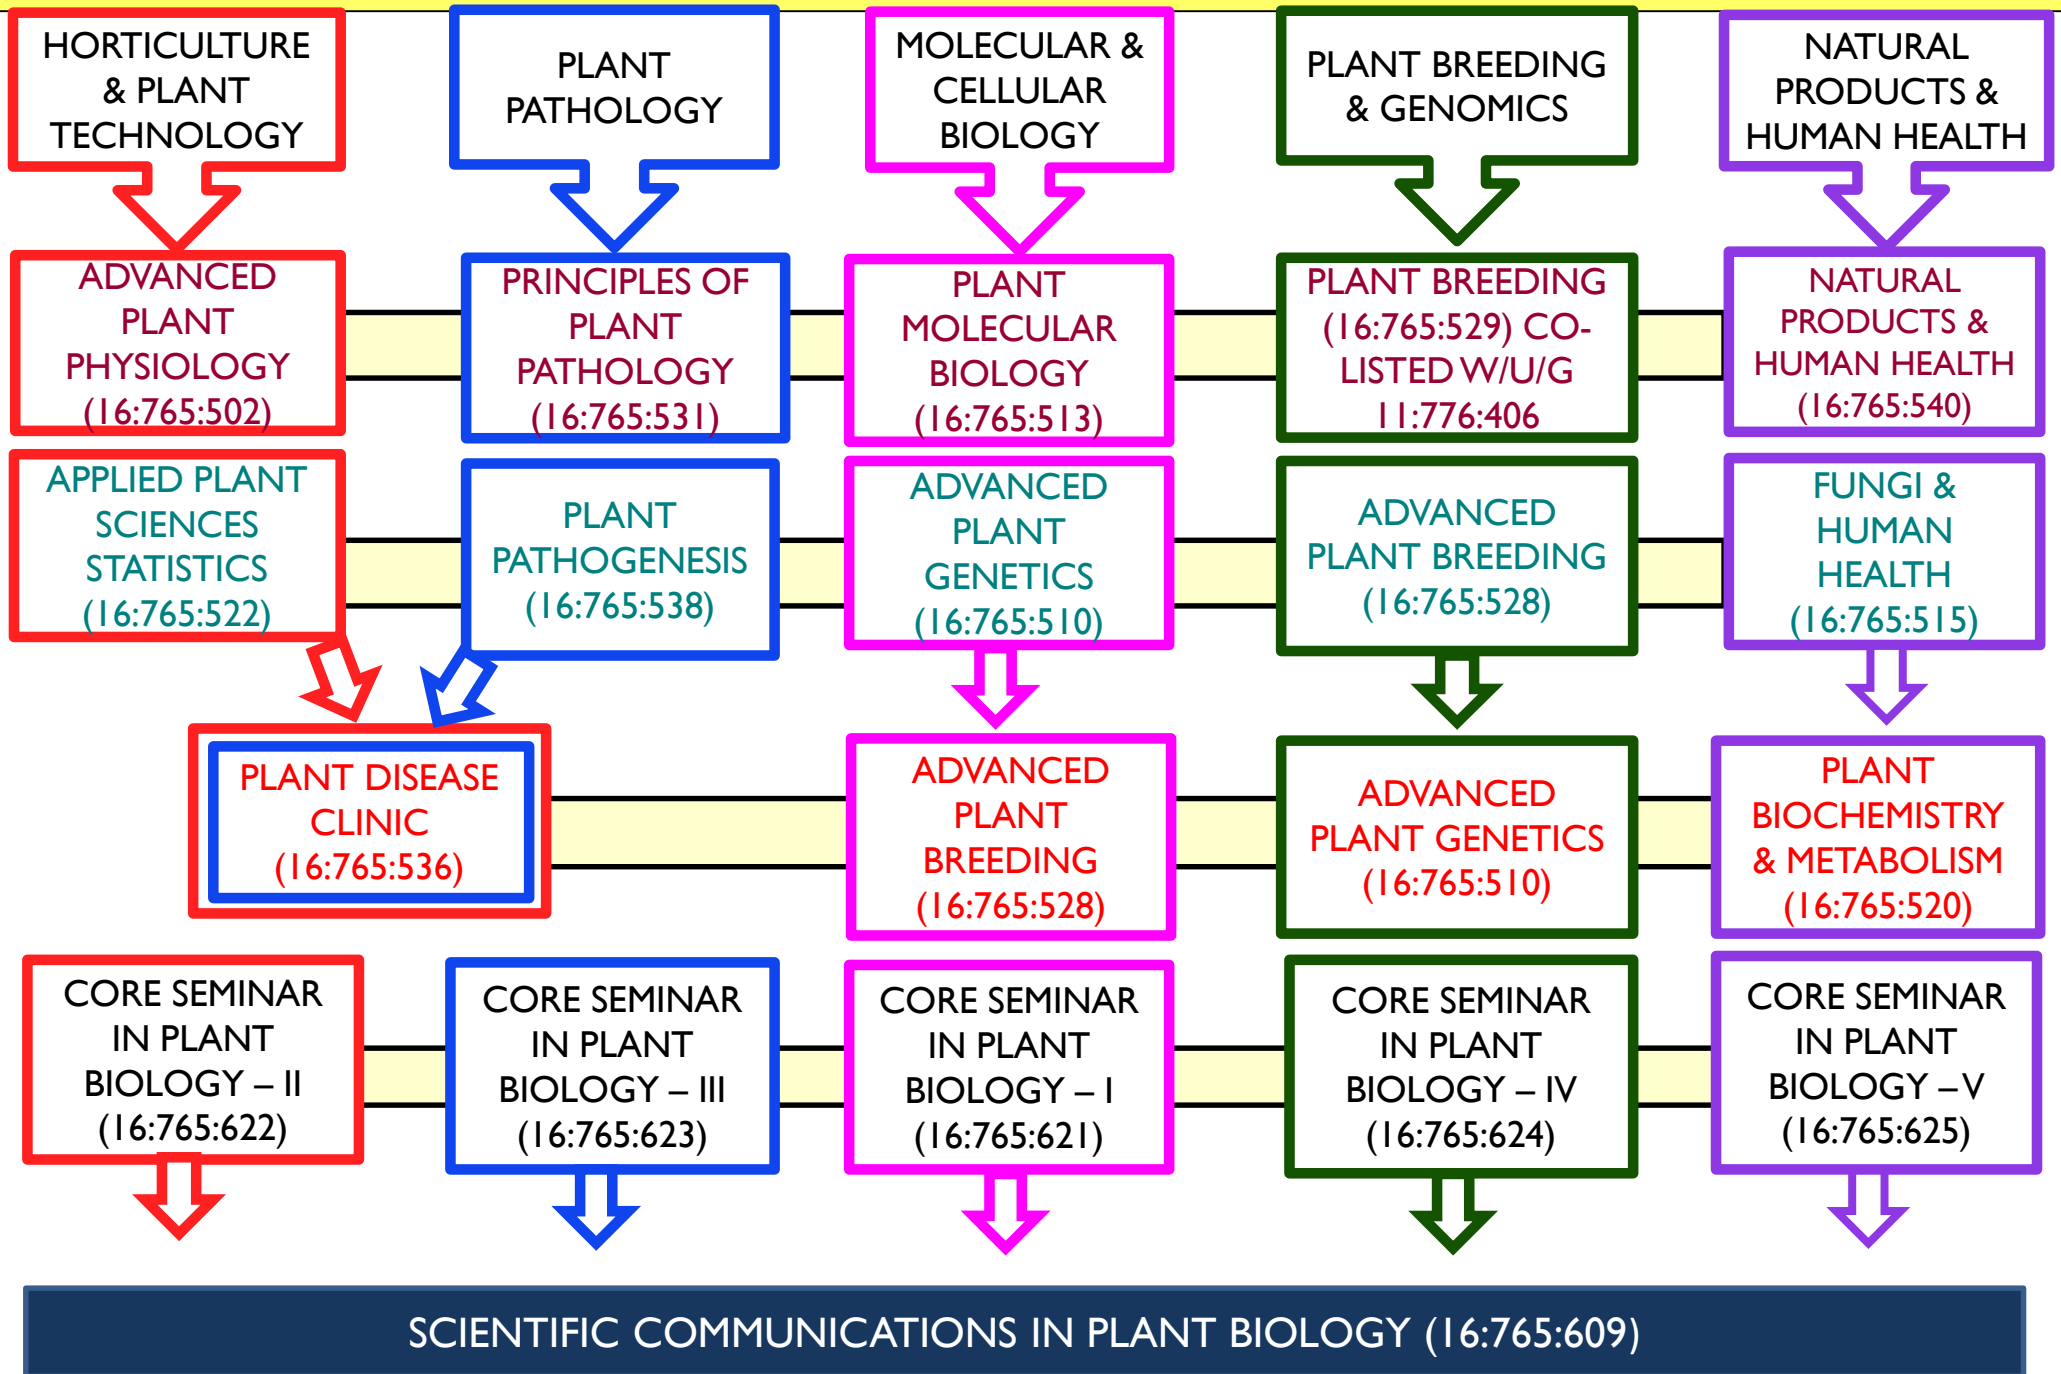 HORTICULTURE
& PLANT
TECHNOLOGY
PLANT
PATHOLOGY
MOLECULAR &
CELLULAR
BIOLOGY
PLANT BREEDING
& GENOMICS
NATURAL
PRODUCTS &
HUMAN HEALTH
ADVANCED
PLANT
PHYSIOLOGY
(16:765:502)
PRINCIPLES OF
PLANT
PATHOLOGY
(16:765:531)
PLANT
MOLECULAR
BIOLOGY
(16:765:513)
PLANT BREEDING
(16:765:529) CO-
LISTED W/U/G
11:776:406
NATURAL
PRODUCTS &
HUMAN HEALTH
(16:765:540)
APPLIED PLANT
SCIENCES
STATISTICS
(16:765:522)
PLANT
PATHOGENESIS
(16:765:538)
ADVANCED
PLANT
GENETICS
(16:765:510)
ADVANCED
PLANT BREEDING
(16:765:528)
FUNGI &
HUMAN
HEALTH
(16:765:515)
PLANT DISEASE
CLINIC
(16:765:536)
ADVANCED
PLANT
BREEDING
(16:765:528)
ADVANCED
PLANT GENETICS
(16:765:510)
PLANT
BIOCHEMISTRY
& METABOLISM
(16:765:520)
CORE SEMINAR
IN PLANT
BIOLOGY – II
(16:765:622)
CORE SEMINAR
IN PLANT
BIOLOGY – III
(16:765:623)
CORE SEMINAR
IN PLANT
BIOLOGY – I
(16:765:621)
CORE SEMINAR
IN PLANT
BIOLOGY – IV
(16:765:624)
CORE SEMINAR
IN PLANT
BIOLOGY – V
(16:765:625)
SCIENTIFIC COMMUNICATIONS IN PLANT BIOLOGY (16:765:609)